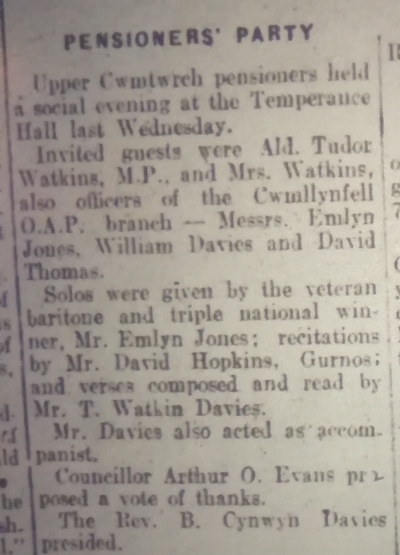 PENSIONERS' PARTY
Upper Cwmtwrch pensioners held
a social evening at the Temperance
Hall last Wednesday.
Invited guests were Ald. Tudor
Watkins, M.P., and Mrs. Watkins,
also officers of the Cwmllynfell
O.A.P. branch — Messrs. Emlyn
Jones, William Davies and David
Thomas.
Solos were given by the veteran
baritone and triple national win-
ner, Mr. Emlyn Jones; recitations
by Mr. David Hopkins, Gurnos;
and verses composed and read by
Mr. T. Watkin Davies.
Mr. Davies also acted as accom-
panist.
Councillor Arthur O. Evans pro-
posed a vote of thanks.
The Rev. B. Cynwyn Davies
presided.